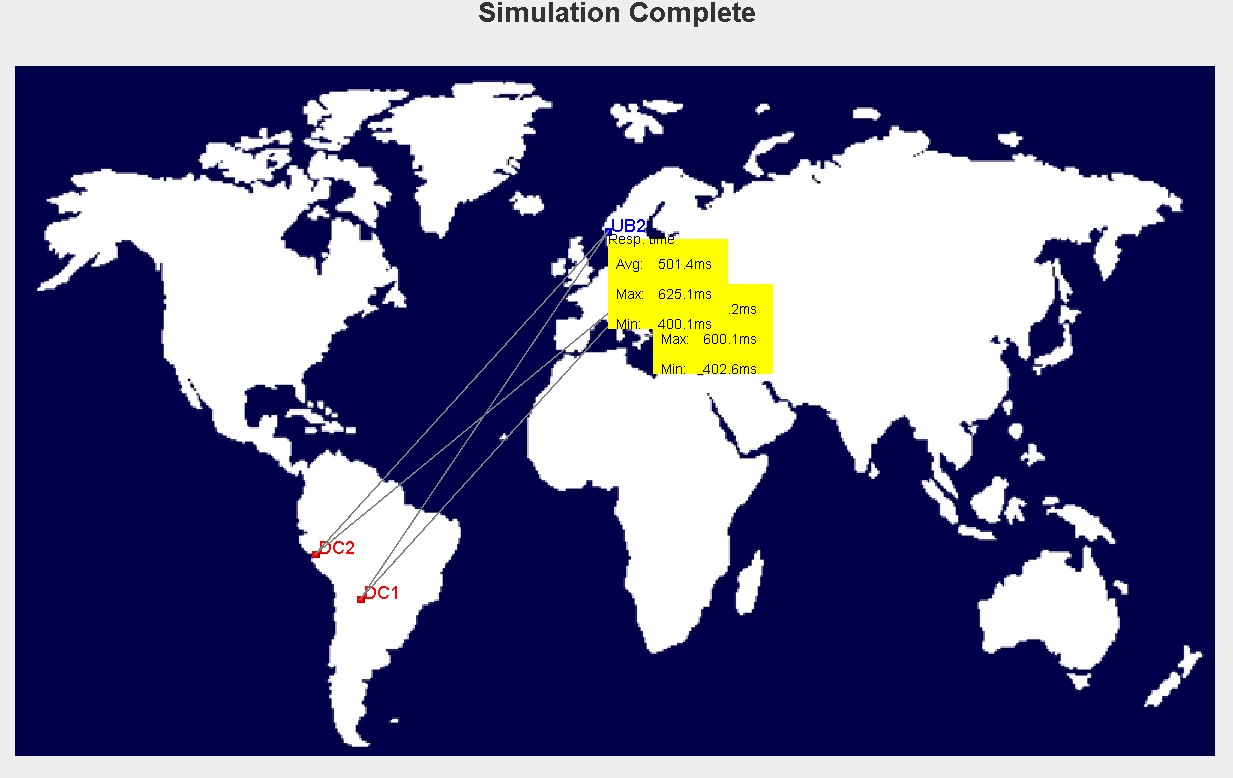 Simulation Complete
UB2
Resp. time
Avg: 501.4ms
Max: 625.1ms
.2ms
Min: 400.1ms
Max: 600.1ms
Min: 402.6ms
DC2
DC1